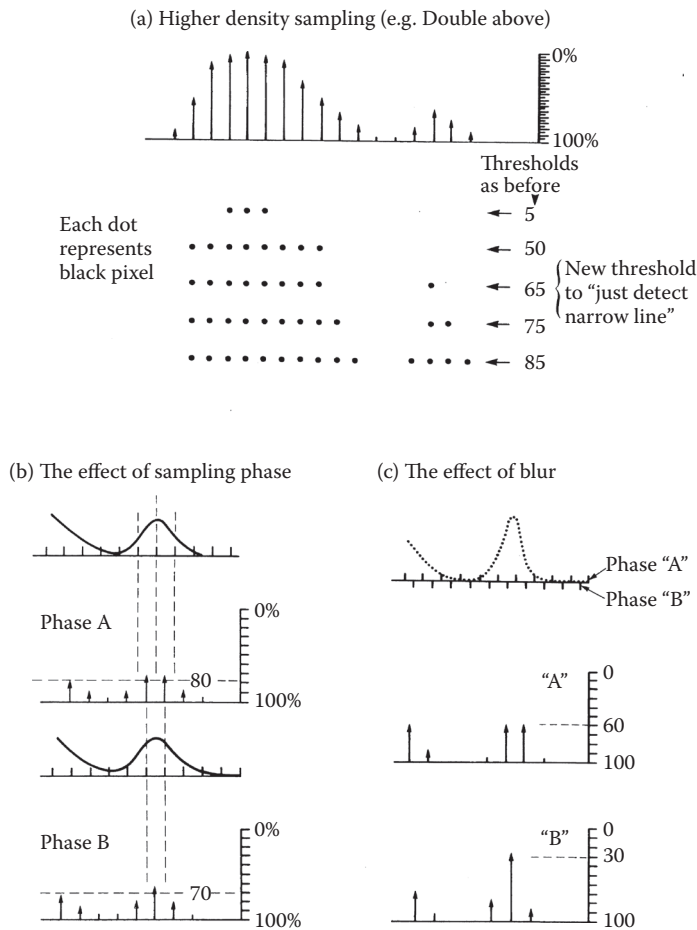 (a) Higher density sampling (e.g. Double above)
0%
100%
Thresholds
as before
Each dot
represents
black pixel
5
50
65
75
85
New threshold
to “just detect
narrow line”
(b) The effect of sampling phase
Phase A
0%
80
100%
Phase B
0%
70
100%
(c) The effect of blur
Phase “A”
Phase “B”
“A”
0
60
100
“B”
0
30
100